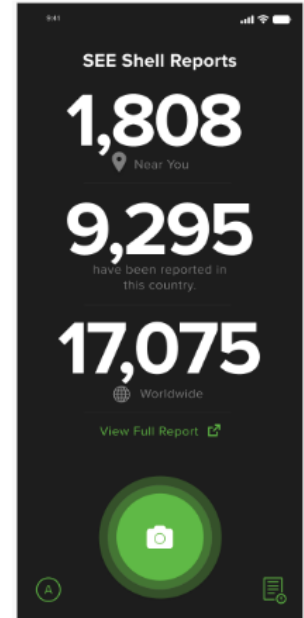 9:41
SEE Shell Reports
1,808
Near You
9,295
have been reported in
this country.
17,075
Worldwide
View Full Report
A